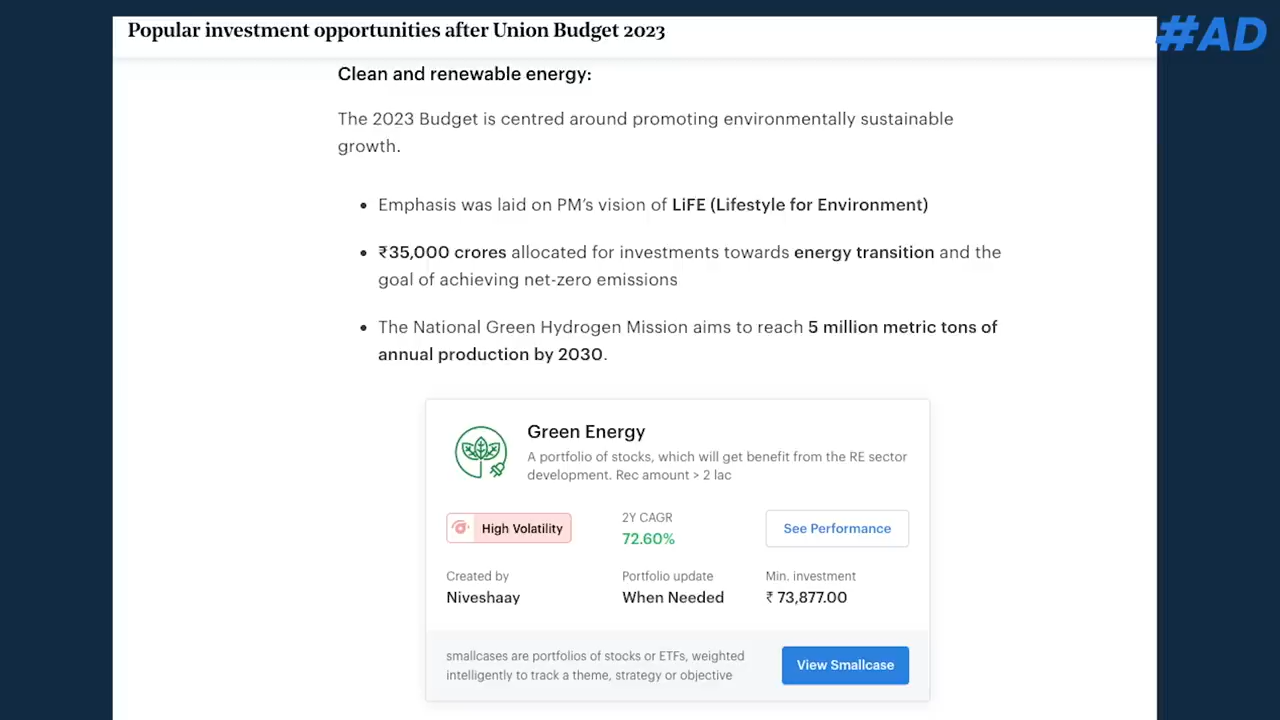 Popular investment opportunities after Union Budget 2023
#AD
Clean and renewable energy:
The 2023 Budget is centred around promoting environmentally sustainable
growth.
• Emphasis was laid on PM’s vision of LiFE (Lifestyle for Environment)
• ₹35,000 crores allocated for investments towards energy transition and the
goal of achieving net-zero emissions
• The National Green Hydrogen Mission aims to reach 5 million metric tons of
annual production by 2030.
Green Energy
A portfolio of stocks, which will get benefit from the RE sector
development. Rec amount > 2 lac
High Volatility
2Y CAGR
72.60%
See Performance
Created by
Niveshaay
Portfolio update
When Needed
Min. investment
₹ 73,877.00
smallcases are portfolios of stocks or ETFs, weighted
intelligently to track a theme, strategy or objective
View Smallcase